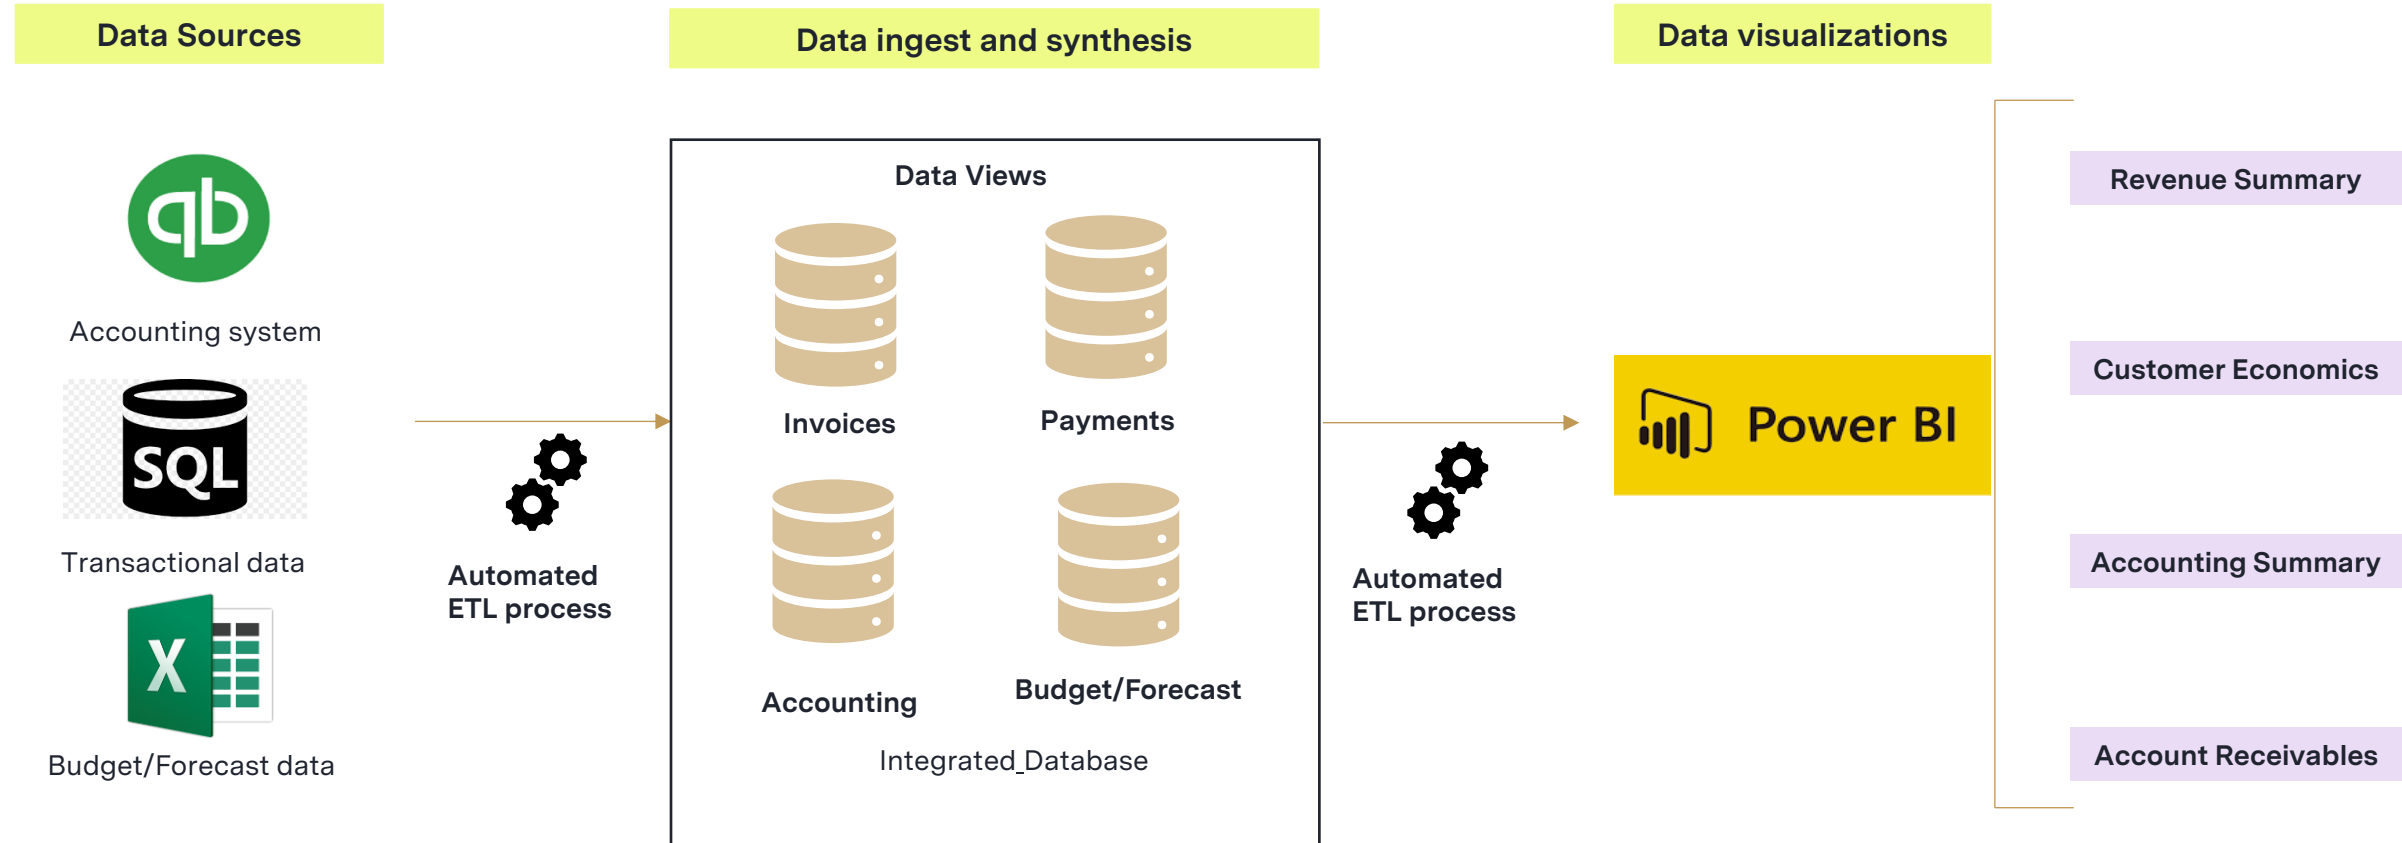 Data Sources
Data ingest and synthesis
Data visualizations
qb
Accounting system
SQL
Transactional data
X
Budget/Forecast data
Automated
ETL process
Data Views
Invoices
Payments
Accounting
Budget/Forecast
Integrated_Database
Automated
ETL process
Power BI
Revenue Summary
Customer Economics
Accounting Summary
Account Receivables